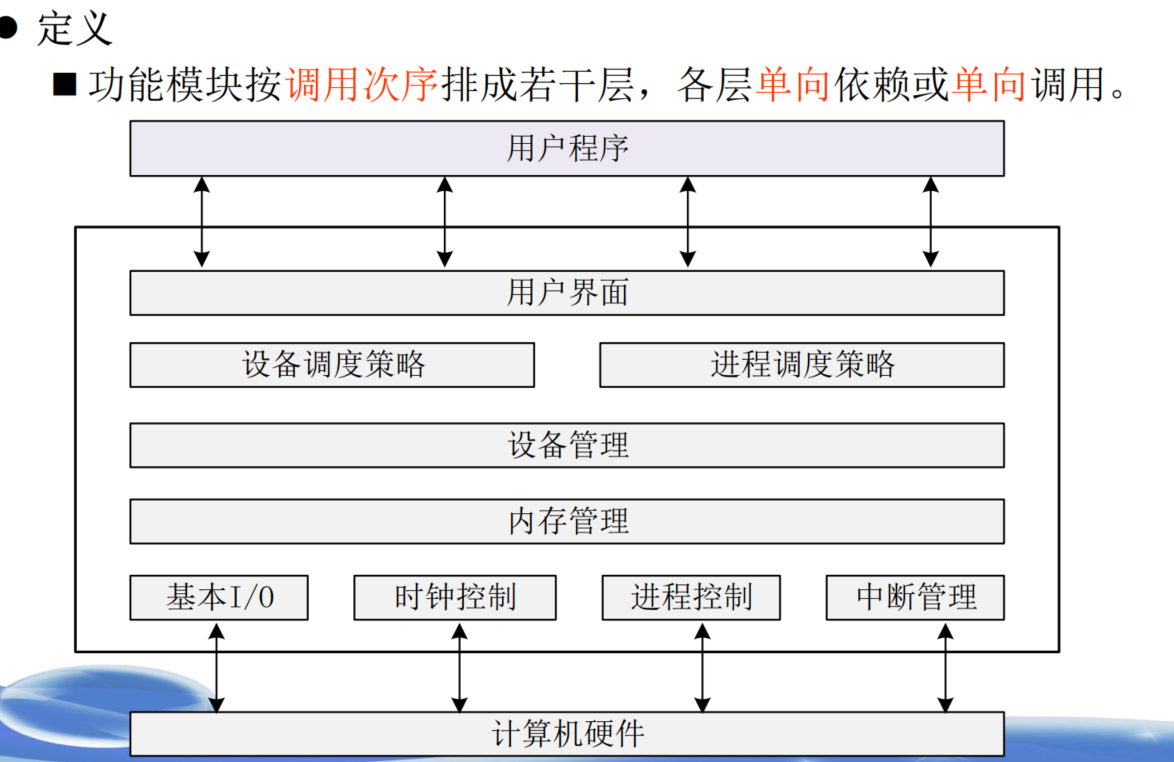 ● 定义
■ 功能模块按调用次序排成若干层，各层单向依赖或单向调用。
用户程序
用户界面
设备调度策略 进程调度策略
设备管理
内存管理
基本I/O 时钟控制 进程控制 中断管理
计算机硬件